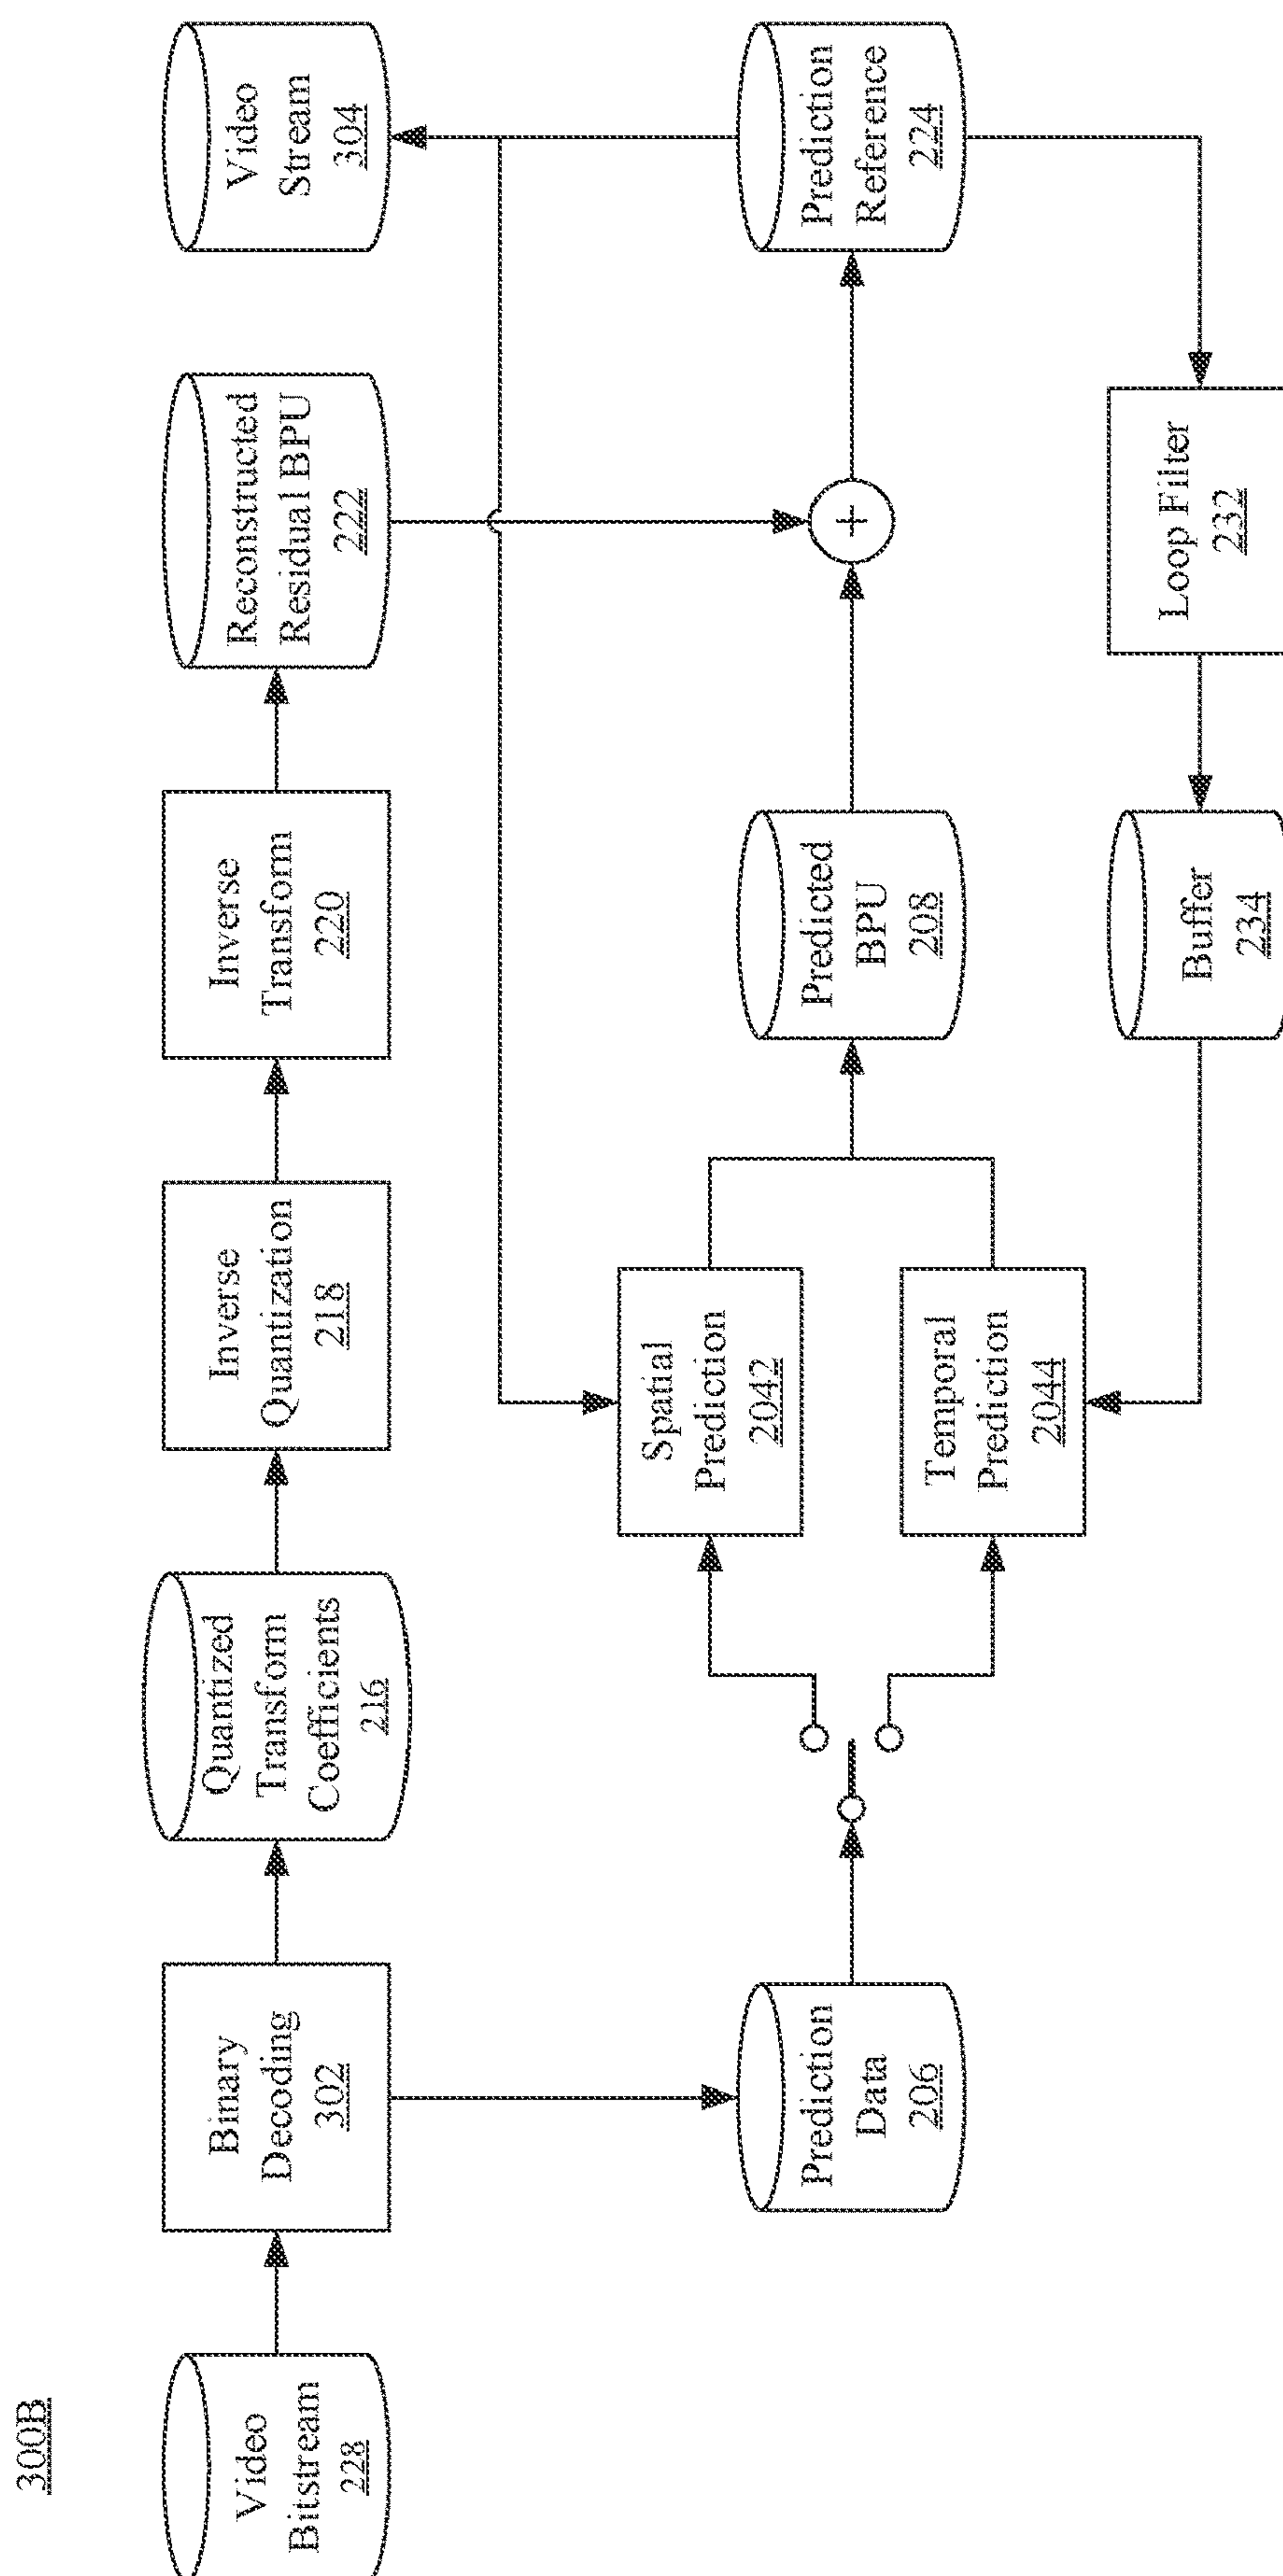 300B
Video
Bitstream
228
Binary
Decoding
302
Quantized
Transform
Coefficients
216
Inverse
Quantization
218
Inverse
Transform
220
Reconstructed
Residual BPU
222
Video
Stream
304
Prediction
Data
206
Spatial
Prediction
2042
Temporal
Prediction
2044
Predicted
BPU
208
+
Prediction
Reference
224
Buffer
234
Loop Filter
232